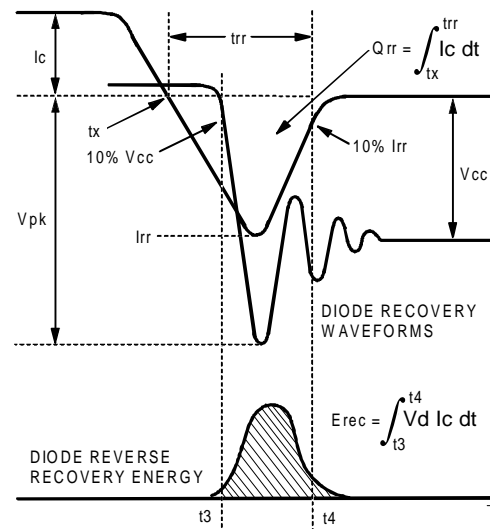 trr
Qrr = ∫ trr tx Ic dt
Ic
tx
10% Vcc
10% Irr
Vcc
Vpk
Irr
DIODE RECOVERY
WAVEFORMS
Erec = ∫ t4 t3 Vd Ic dt
DIODE REVERSE
RECOVERY ENERGY
t3
t4